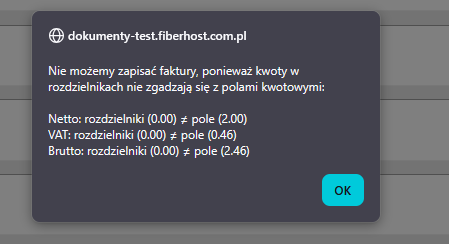 dokumenty-test.fiberhost.com.pl
Nie możemy zapisać faktury, ponieważ kwoty w
rozdzielnikach nie zgadzają się z polami kwotowymi:
Netto: rozdzielniki (0.00) ≠ pole (2.00)
VAT: rozdzielniki (0.00) ≠ pole (0.46)
Brutto: rozdzielniki (0.00) ≠ pole (2.46)
OK